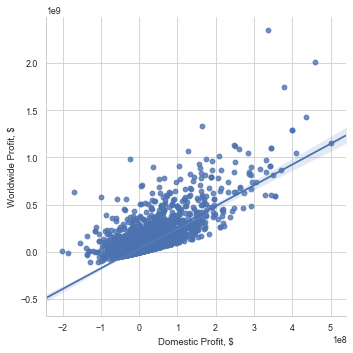 1e9
2.0
1.5
1.0
0.5
0.0
−0.5
Worldwide Profit, $
−2 −1 0 1 2 3 4 5
1e8
Domestic Profit, $